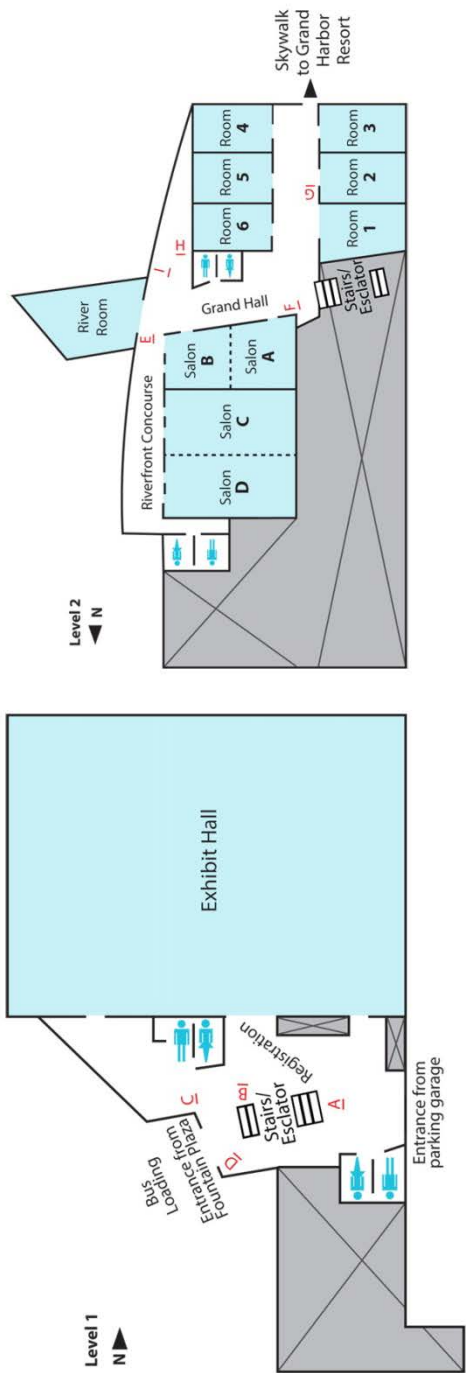 Level 1
N
Exhibit Hall
Registration
Stairs/
Esclator
Bus
Loading
Entrance from
Fountain Plaza
Entrance from
parking garage
A
B
C
D
Level 2
N
River
Room
Riverfront Concourse
Grand Hall
Salon
D
Salon
C
Salon
B
Salon
A
Room
6
Room
5
Room
4
Room
1
Room
2
Room
3
Stairs/
Esclator
Skywalk
to Grand
Harbor
Resort
E
F
G
H
I